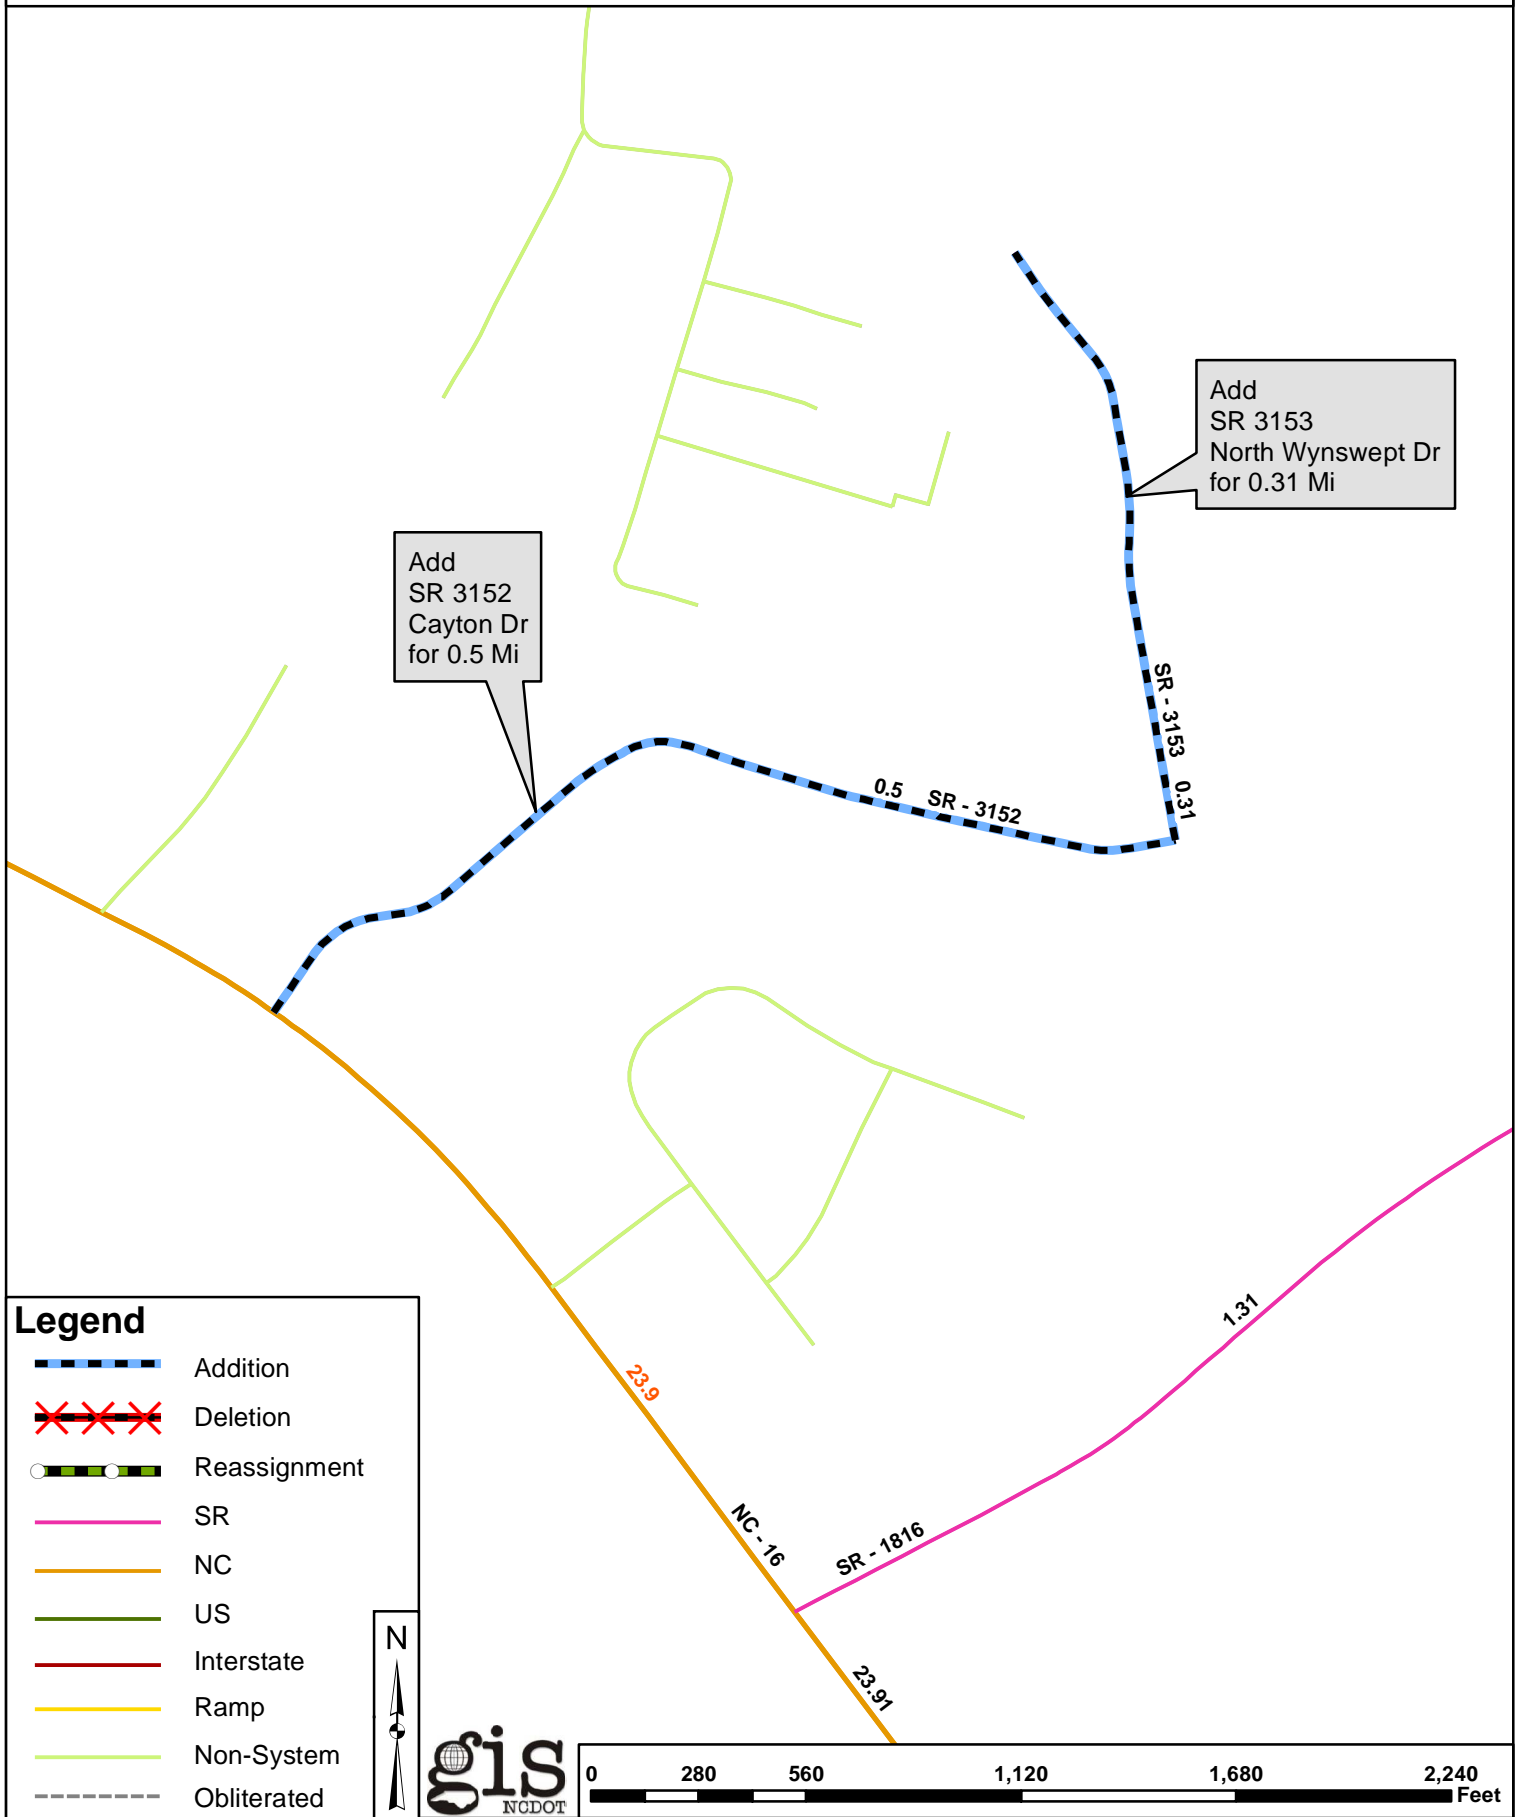 Add
SR 3153
North Wynswept Dr
for 0.31 Mi
Add
SR 3152
Cayton Dr
for 0.5 Mi
SR - 3153 0.31
0.5 SR - 3152
1.31
23.9
NC - 16
SR - 1816
23.91
Legend
Addition
Deletion
Reassignment
SR
NC
US
Interstate
Ramp
Non-System
Obliterated
N
gis
NCDOT
0 280 560 1,120 1,680 2,240
Feet